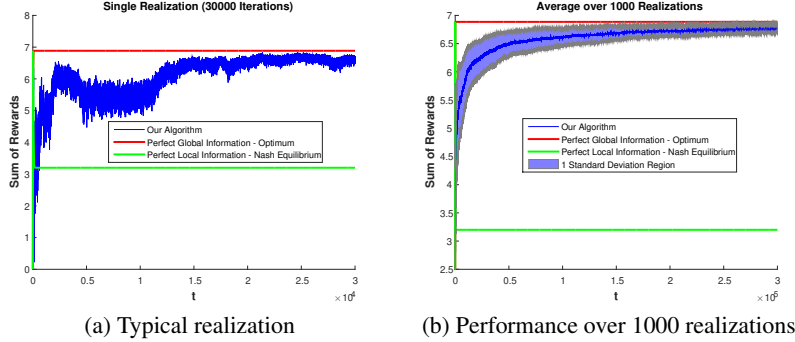 Single Realization (30000 Iterations)
8
7
6
5
4
3
2
1
0
Sum of Rewards
Our Algorithm
Perfect Global Information - Optimum
Perfect Local Information - Nash Equilibrium
0 0.5 1 1.5 2 2.5 3
t
×10^4
(a) Typical realization
Average over 1000 Realizations
7
6.5
6
5.5
5
4.5
4
3.5
3
2.5
Sum of Rewards
Our Algorithm
Perfect Global Information - Optimum
Perfect Local Information - Nash Equilibrium
1 Standard Deviation Region
0 0.5 1 1.5 2 2.5 3
t
×10^5
(b) Performance over 1000 realizations